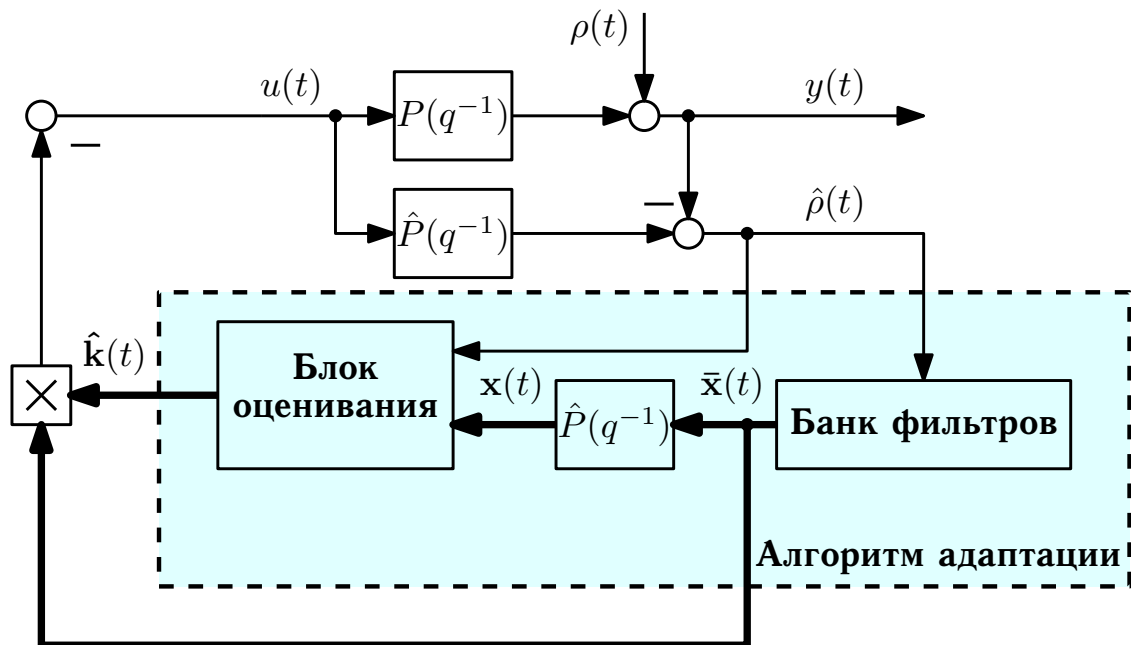 ρ(t)
u(t)
P(q⁻¹)
y(t)
−
−
P̂(q⁻¹)
ρ̂(t)
k̂(t)
Блок
оценивания
x(t)
P̂(q⁻¹)
x̄(t)
Банк фильтров
×
Алгоритм адаптации